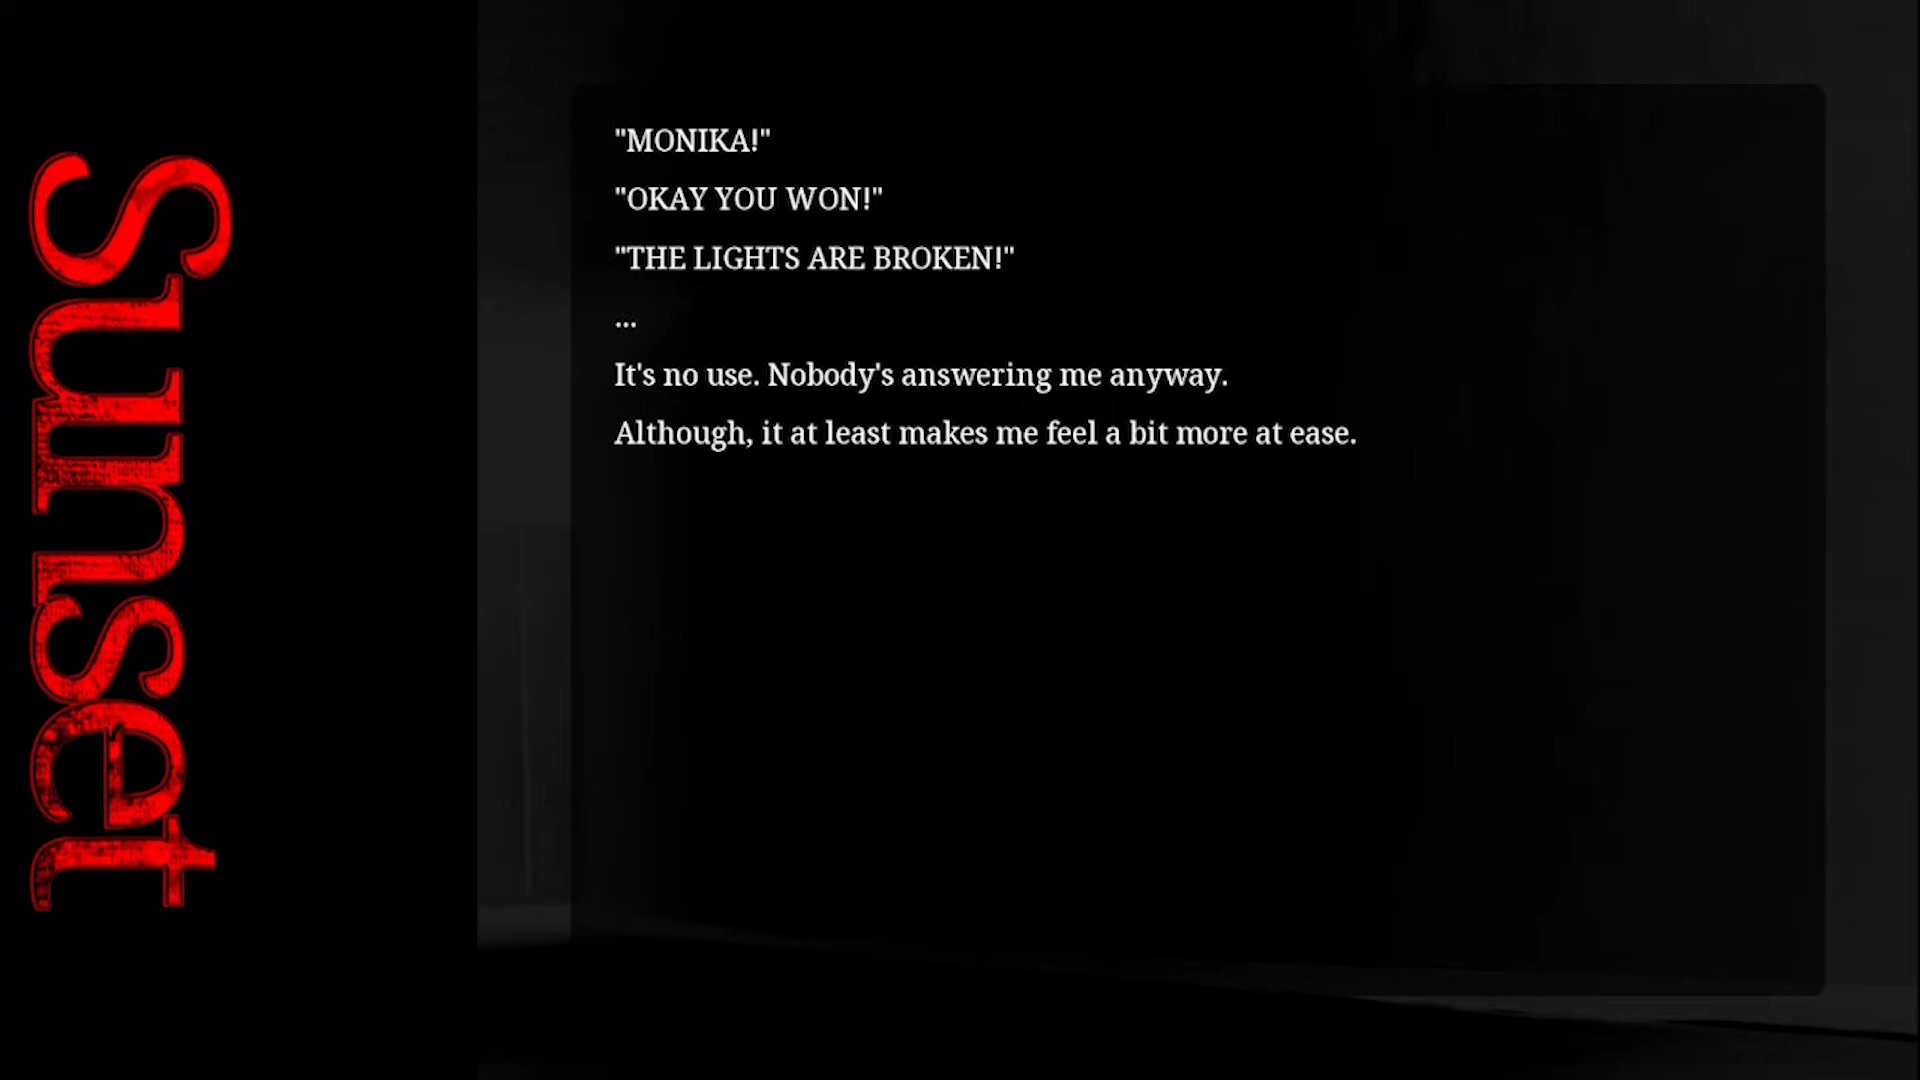 Sunset
"MONIKA!"
"OKAY YOU WON!"
"THE LIGHTS ARE BROKEN!"
...
It's no use. Nobody's answering me anyway.
Although, it at least makes me feel a bit more at ease.